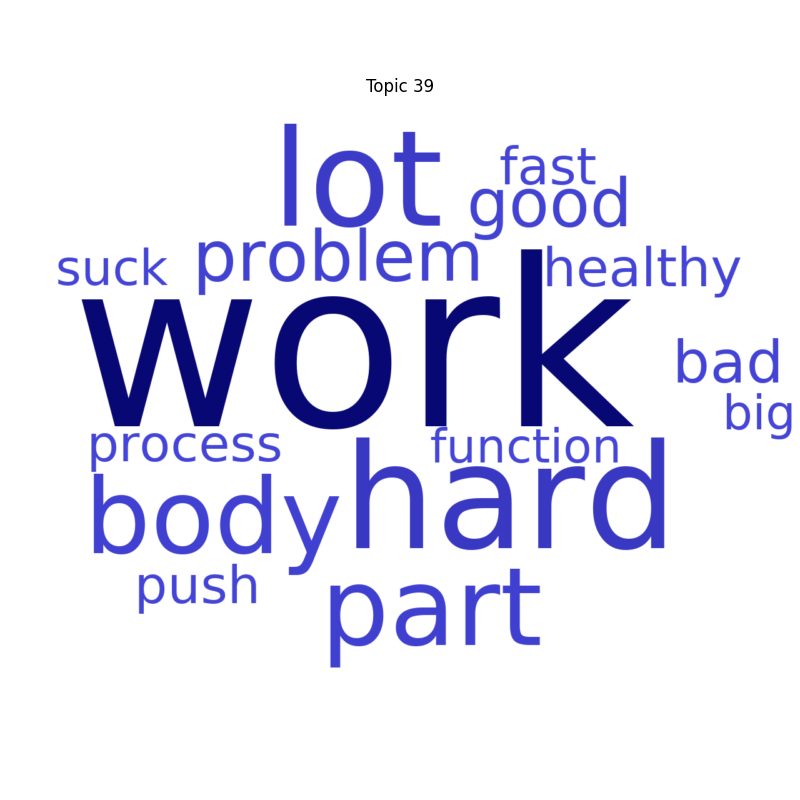 Topic 39
lot
fast
good
suck
problem
healthy
work
bad
big
process
function
body
hard
push
part